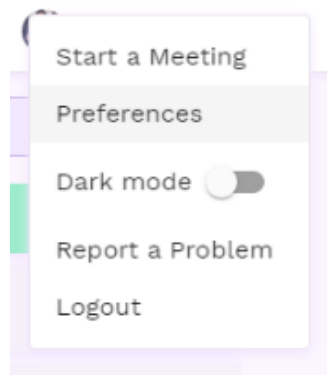 Start a Meeting
Preferences
Dark mode
Report a Problem
Logout